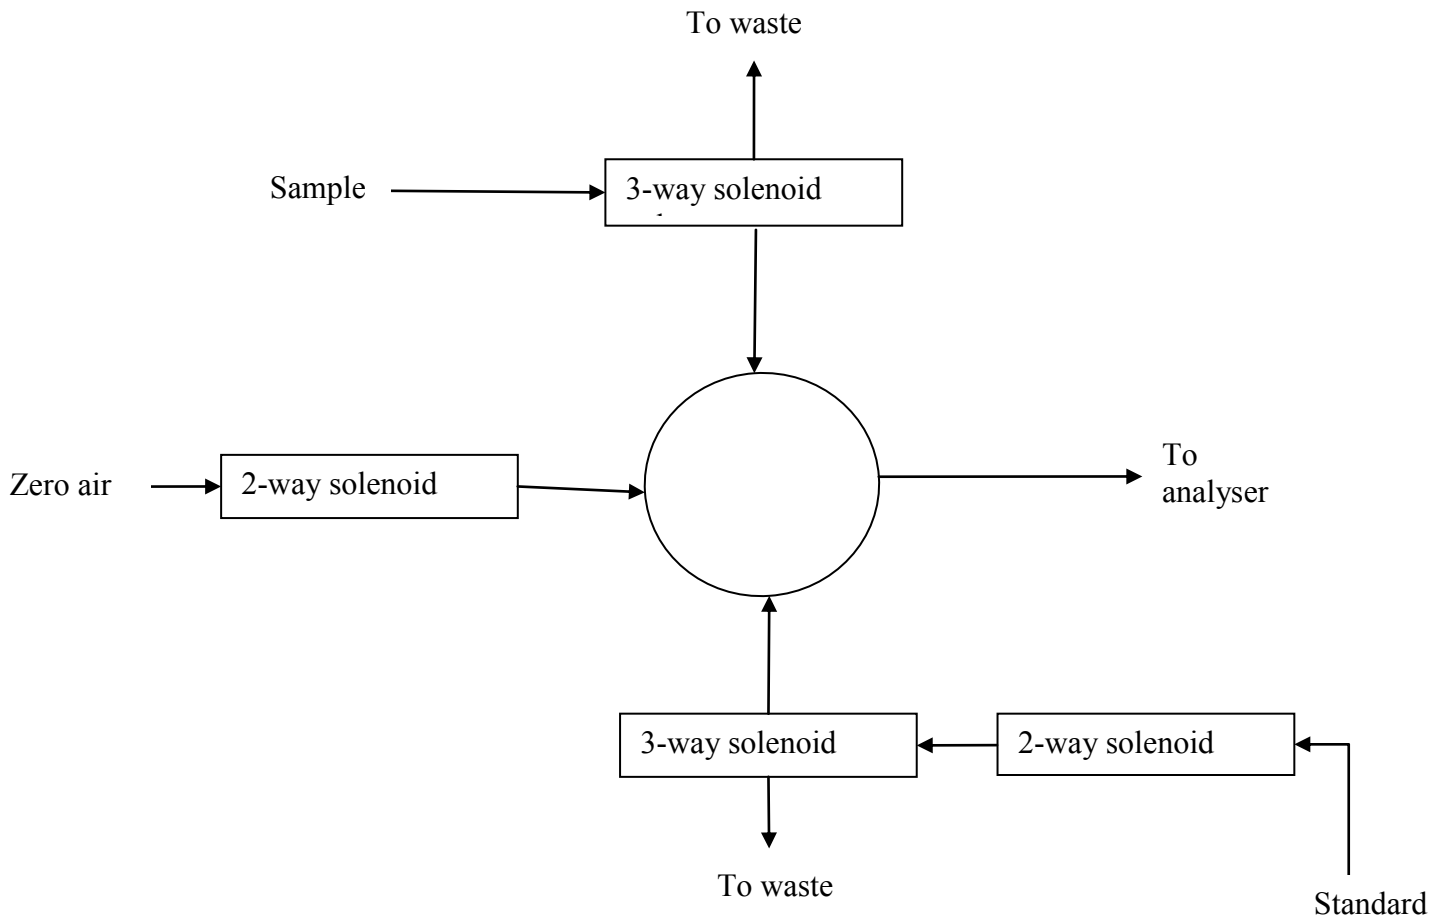 To waste
Sample
3-way solenoid
Zero air
2-way solenoid
To
analyser
3-way solenoid
2-way solenoid
To waste
Standard